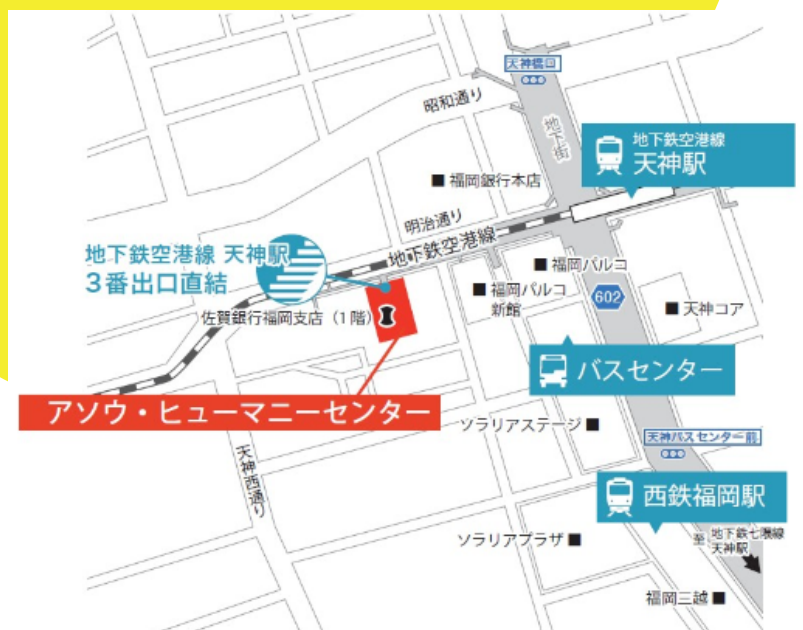 天神橋口
昭和通り
地下街
地下鉄空港線
天神駅
■ 福岡銀行本店
明治通り
地下鉄空港線
地下鉄空港線 天神駅
3番出口直結
■ 福岡パルコ
■ 福岡パルコ
新館
602
■ 天神コア
佐賀銀行福岡支店（1階）
バスセンター
アソウ・ヒューマニーセンター
ソラリアステージ ■
天神バスセンター前
天神西通り
西鉄福岡駅
ソラリアプラザ ■
至 地下鉄七隈線
天神駅
福岡三越 ■